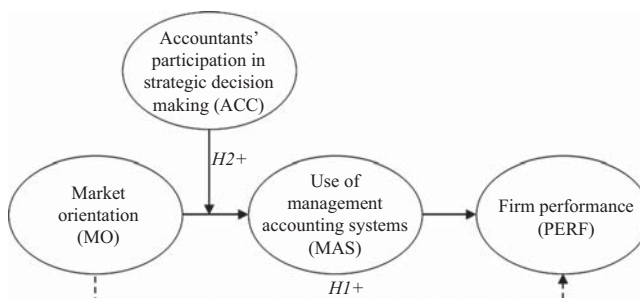 Accountants’
participation in
strategic decision
making (ACC)
H2+
Market
orientation
(MO)
Use of
management
accounting systems
(MAS)
Firm performance
(PERF)
H1+